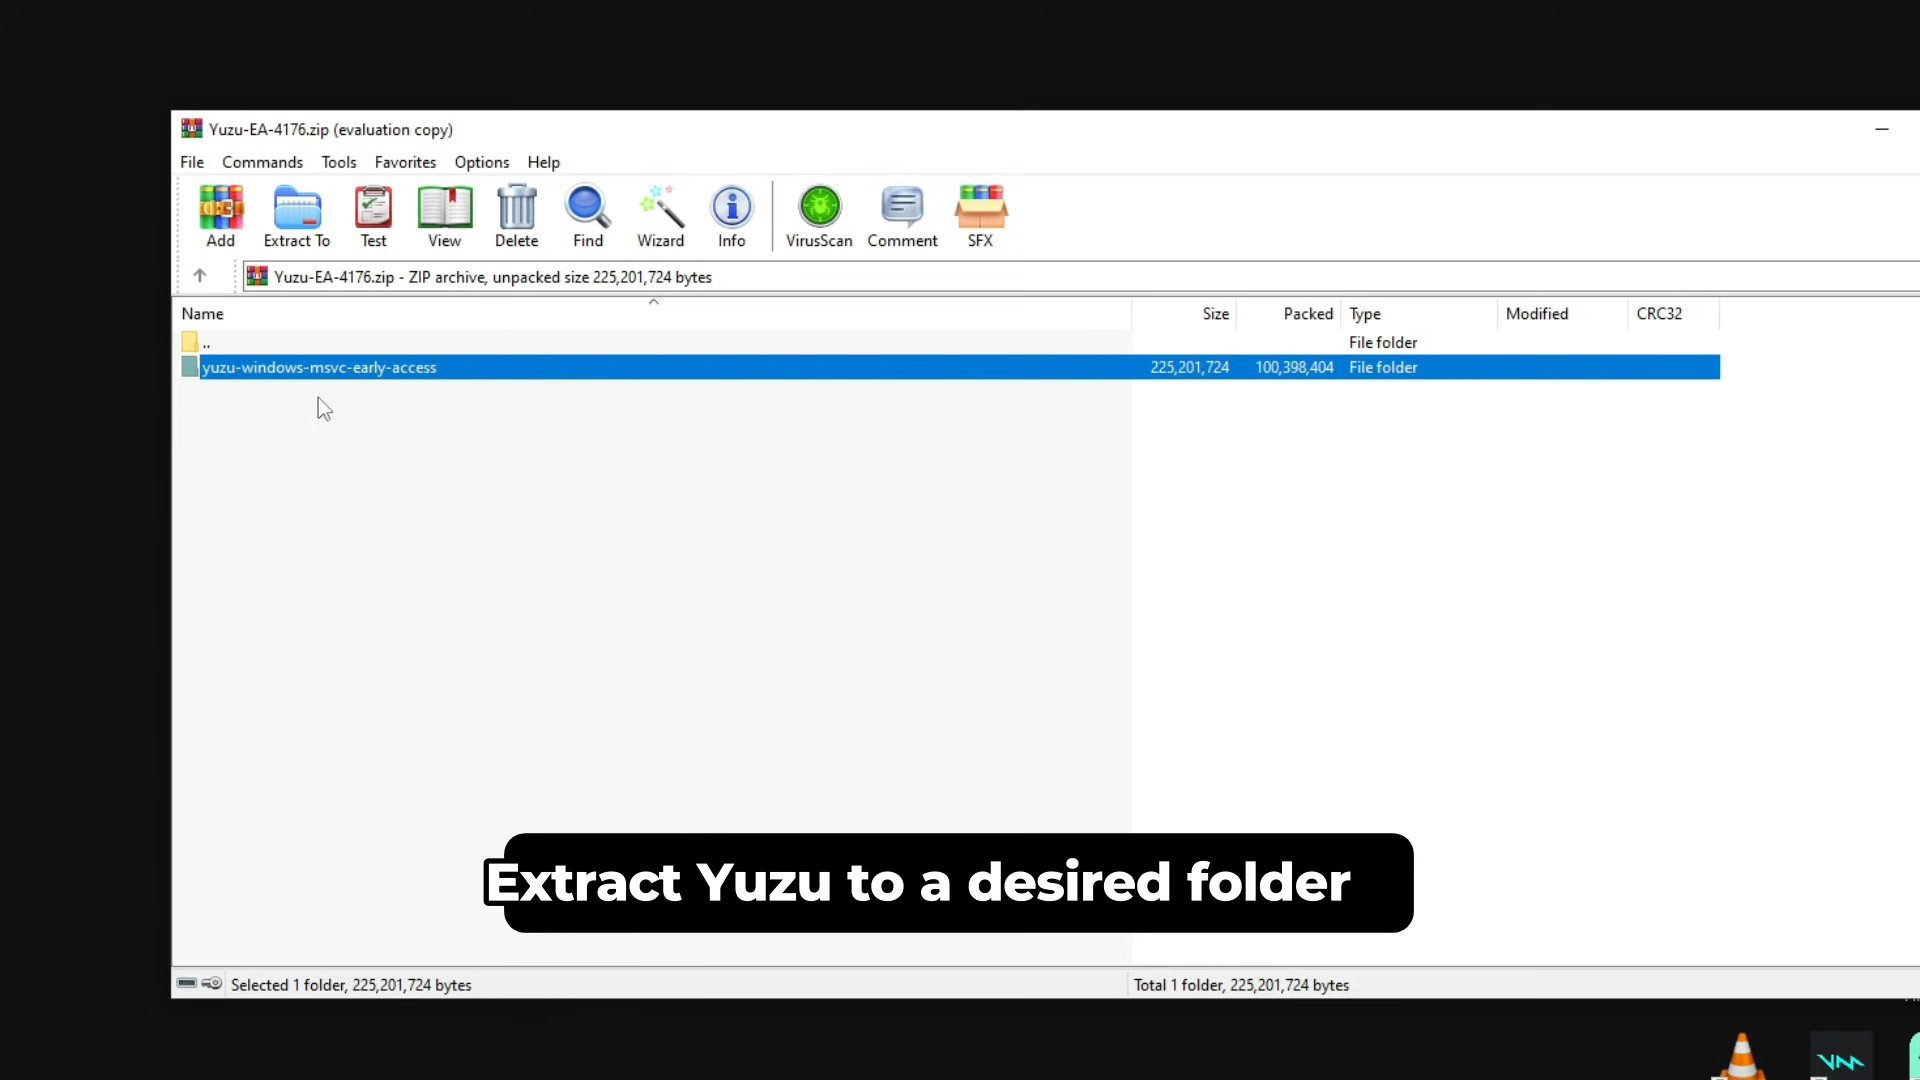 Yuzu-EA-4176.zip (evaluation copy)
File Commands Tools Favorites Options Help
Add Extract To Test View Delete Find Wizard Info VirusScan Comment SFX
Yuzu-EA-4176.zip - ZIP archive, unpacked size 225,201,724 bytes
Name Size Packed Type Modified CRC32
.. File folder
yuzu-windows-msvc-early-access 225,201,724 100,398,404 File folder
Extract Yuzu to a desired folder
Selected 1 folder, 225,201,724 bytes Total 1 folder, 225,201,724 bytes